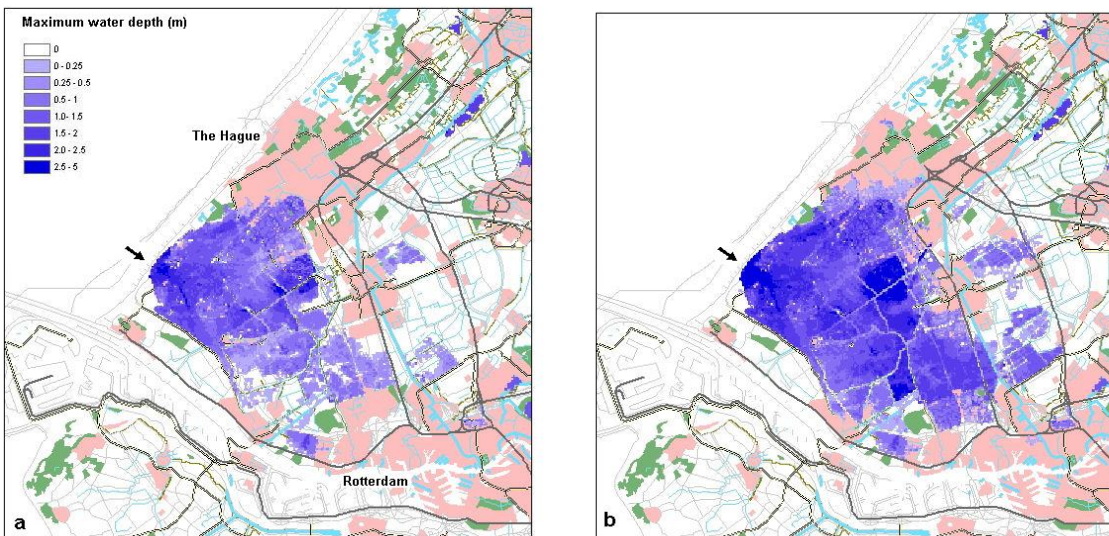 Maximum water depth (m)
0
0 - 0.25
0.25 - 0.5
0.5 - 1
1.0- 1.5
1.5 - 2
2.0 - 2.5
2.5 - 5
The Hague
Rotterdam
a
b